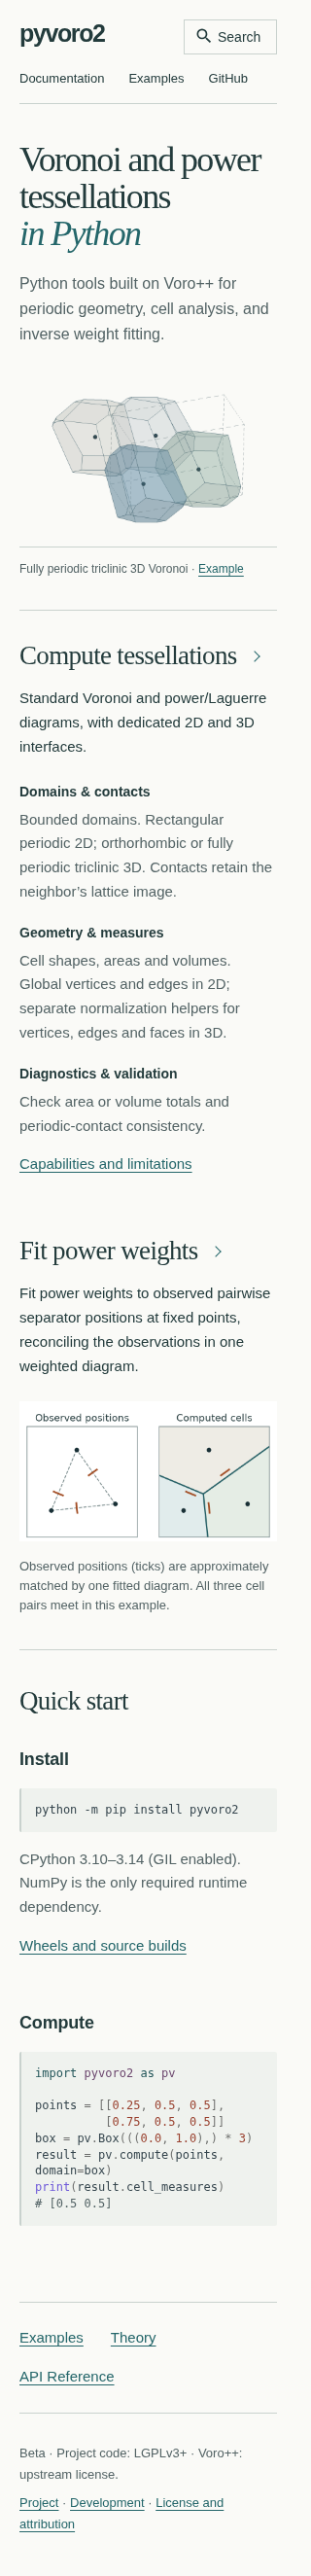 pyvoro2
Search
Documentation Examples GitHub
Voronoi and power
tessellations
in Python
Python tools built on Voro++ for
periodic geometry, cell analysis, and
inverse weight fitting.
Fully periodic triclinic 3D Voronoi · Example
Compute tessellations
Standard Voronoi and power/Laguerre
diagrams, with dedicated 2D and 3D
interfaces.
Domains & contacts
Bounded domains. Rectangular
periodic 2D; orthorhombic or fully
periodic triclinic 3D. Contacts retain the
neighbor’s lattice image.
Geometry & measures
Cell shapes, areas and volumes.
Global vertices and edges in 2D;
separate normalization helpers for
vertices, edges and faces in 3D.
Diagnostics & validation
Check area or volume totals and
periodic-contact consistency.
Capabilities and limitations
Fit power weights
Fit power weights to observed pairwise
separator positions at fixed points,
reconciling the observations in one
weighted diagram.
Observed positions Computed cells
Observed positions (ticks) are approximately
matched by one fitted diagram. All three cell
pairs meet in this example.
Quick start
Install
python -m pip install pyvoro2
CPython 3.10–3.14 (GIL enabled).
NumPy is the only required runtime
dependency.
Wheels and source builds
Compute
import pyvoro2 as pv
points = [[0.25, 0.5, 0.5],
[0.75, 0.5, 0.5]]
box = pv.Box(((0.0, 1.0),) * 3)
result = pv.compute(points,
domain=box)
print(result.cell_measures)
# [0.5 0.5]
Examples Theory
API Reference
Beta · Project code: LGPLv3+ · Voro++:
upstream license.
Project · Development · License and
attribution